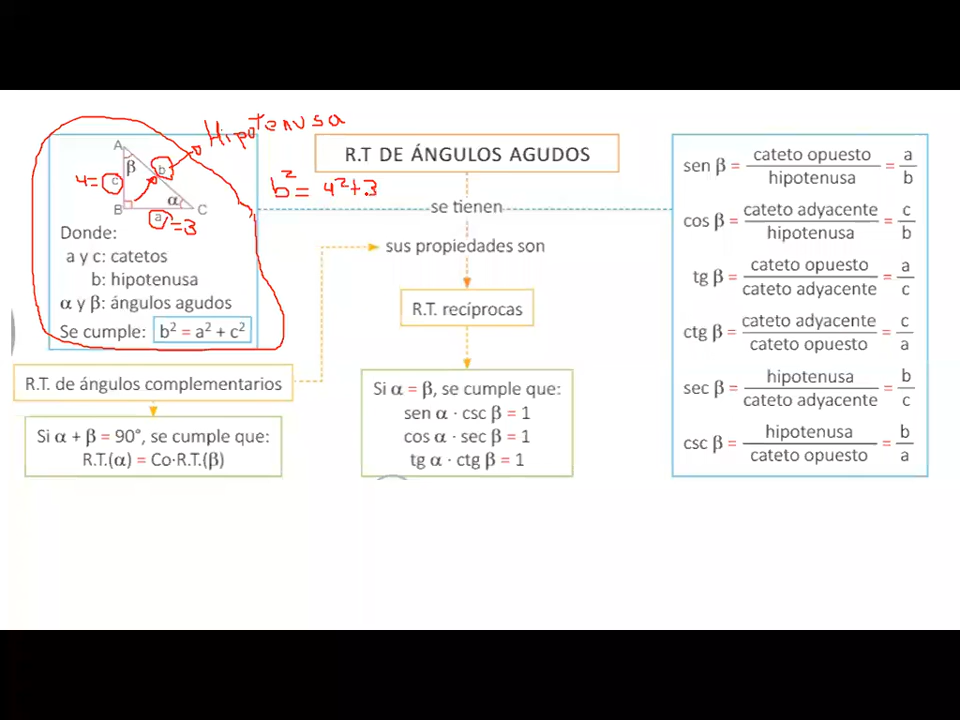 Hipotenusa
A
β
b
4 = c
α
B
C
a = 3
Donde:
a y c: catetos
b: hipotenusa
α y β: ángulos agudos
Se cumple: b² = a² + c²
b² = 4² + 3
R.T DE ÁNGULOS AGUDOS
se tienen
sus propiedades son
R.T. recíprocas
Si α = β, se cumple que:
sen α · csc β = 1
cos α · sec β = 1
tg α · ctg β = 1
R.T. de ángulos complementarios
Si α + β = 90°, se cumple que:
R.T.(α) = Co·R.T.(β)
sen β = cateto opuesto / hipotenusa = a / b
cos β = cateto adyacente / hipotenusa = c / b
tg β = cateto opuesto / cateto adyacente = a / c
ctg β = cateto adyacente / cateto opuesto = c / a
sec β = hipotenusa / cateto adyacente = b / c
csc β = hipotenusa / cateto opuesto = b / a